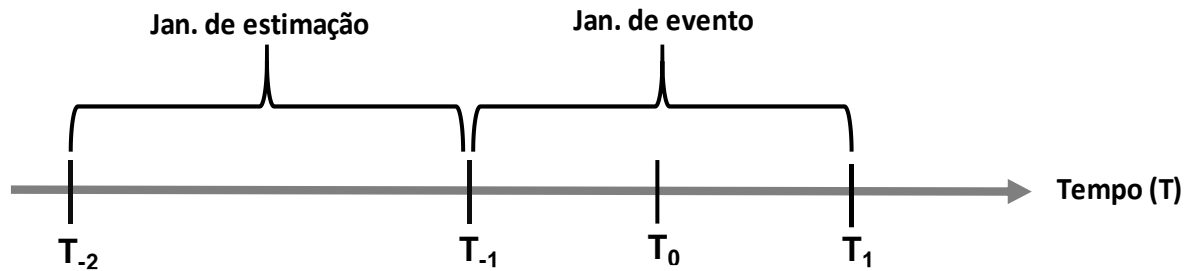 Jan. de estimação
Jan. de evento
Tempo (T)
T-2
T-1
T0
T1